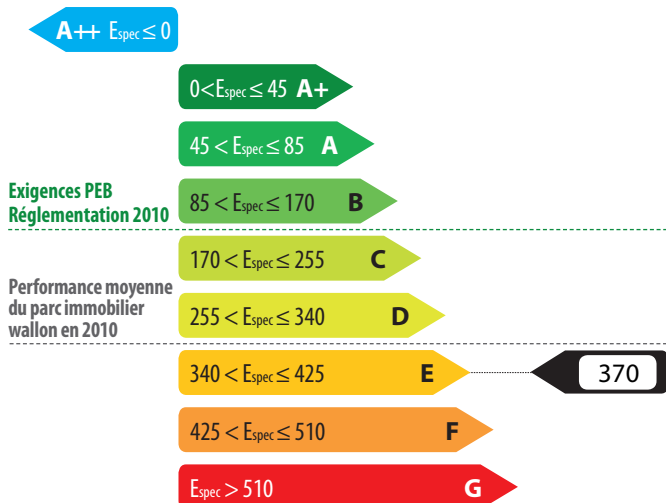 A++ Espec ≤ 0
0<Espec ≤ 45 A+
45 < Espec ≤ 85 A
Exigences PEB
Réglementation 2010
85 < Espec ≤ 170 B
170 < Espec ≤ 255 C
Performance moyenne
du parc immobilier
wallon en 2010
255 < Espec ≤ 340 D
340 < Espec ≤ 425 E
370
425 < Espec ≤ 510 F
Espec > 510 G